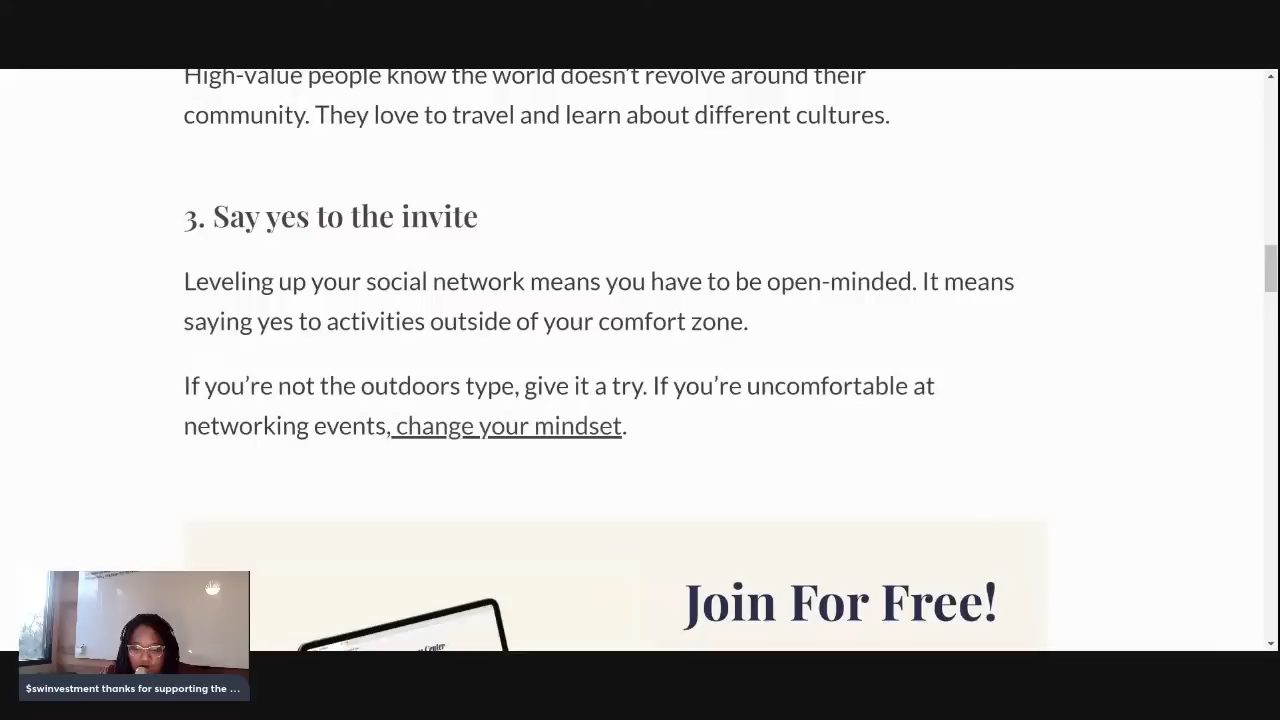 High-value people know the world doesn't revolve around their
community. They love to travel and learn about different cultures.
3. Say yes to the invite
Leveling up your social network means you have to be open-minded. It means
saying yes to activities outside of your comfort zone.
If you’re not the outdoors type, give it a try. If you’re uncomfortable at
networking events, change your mindset.
Join For Free!
Center
$swinvestment thanks for supporting the ...